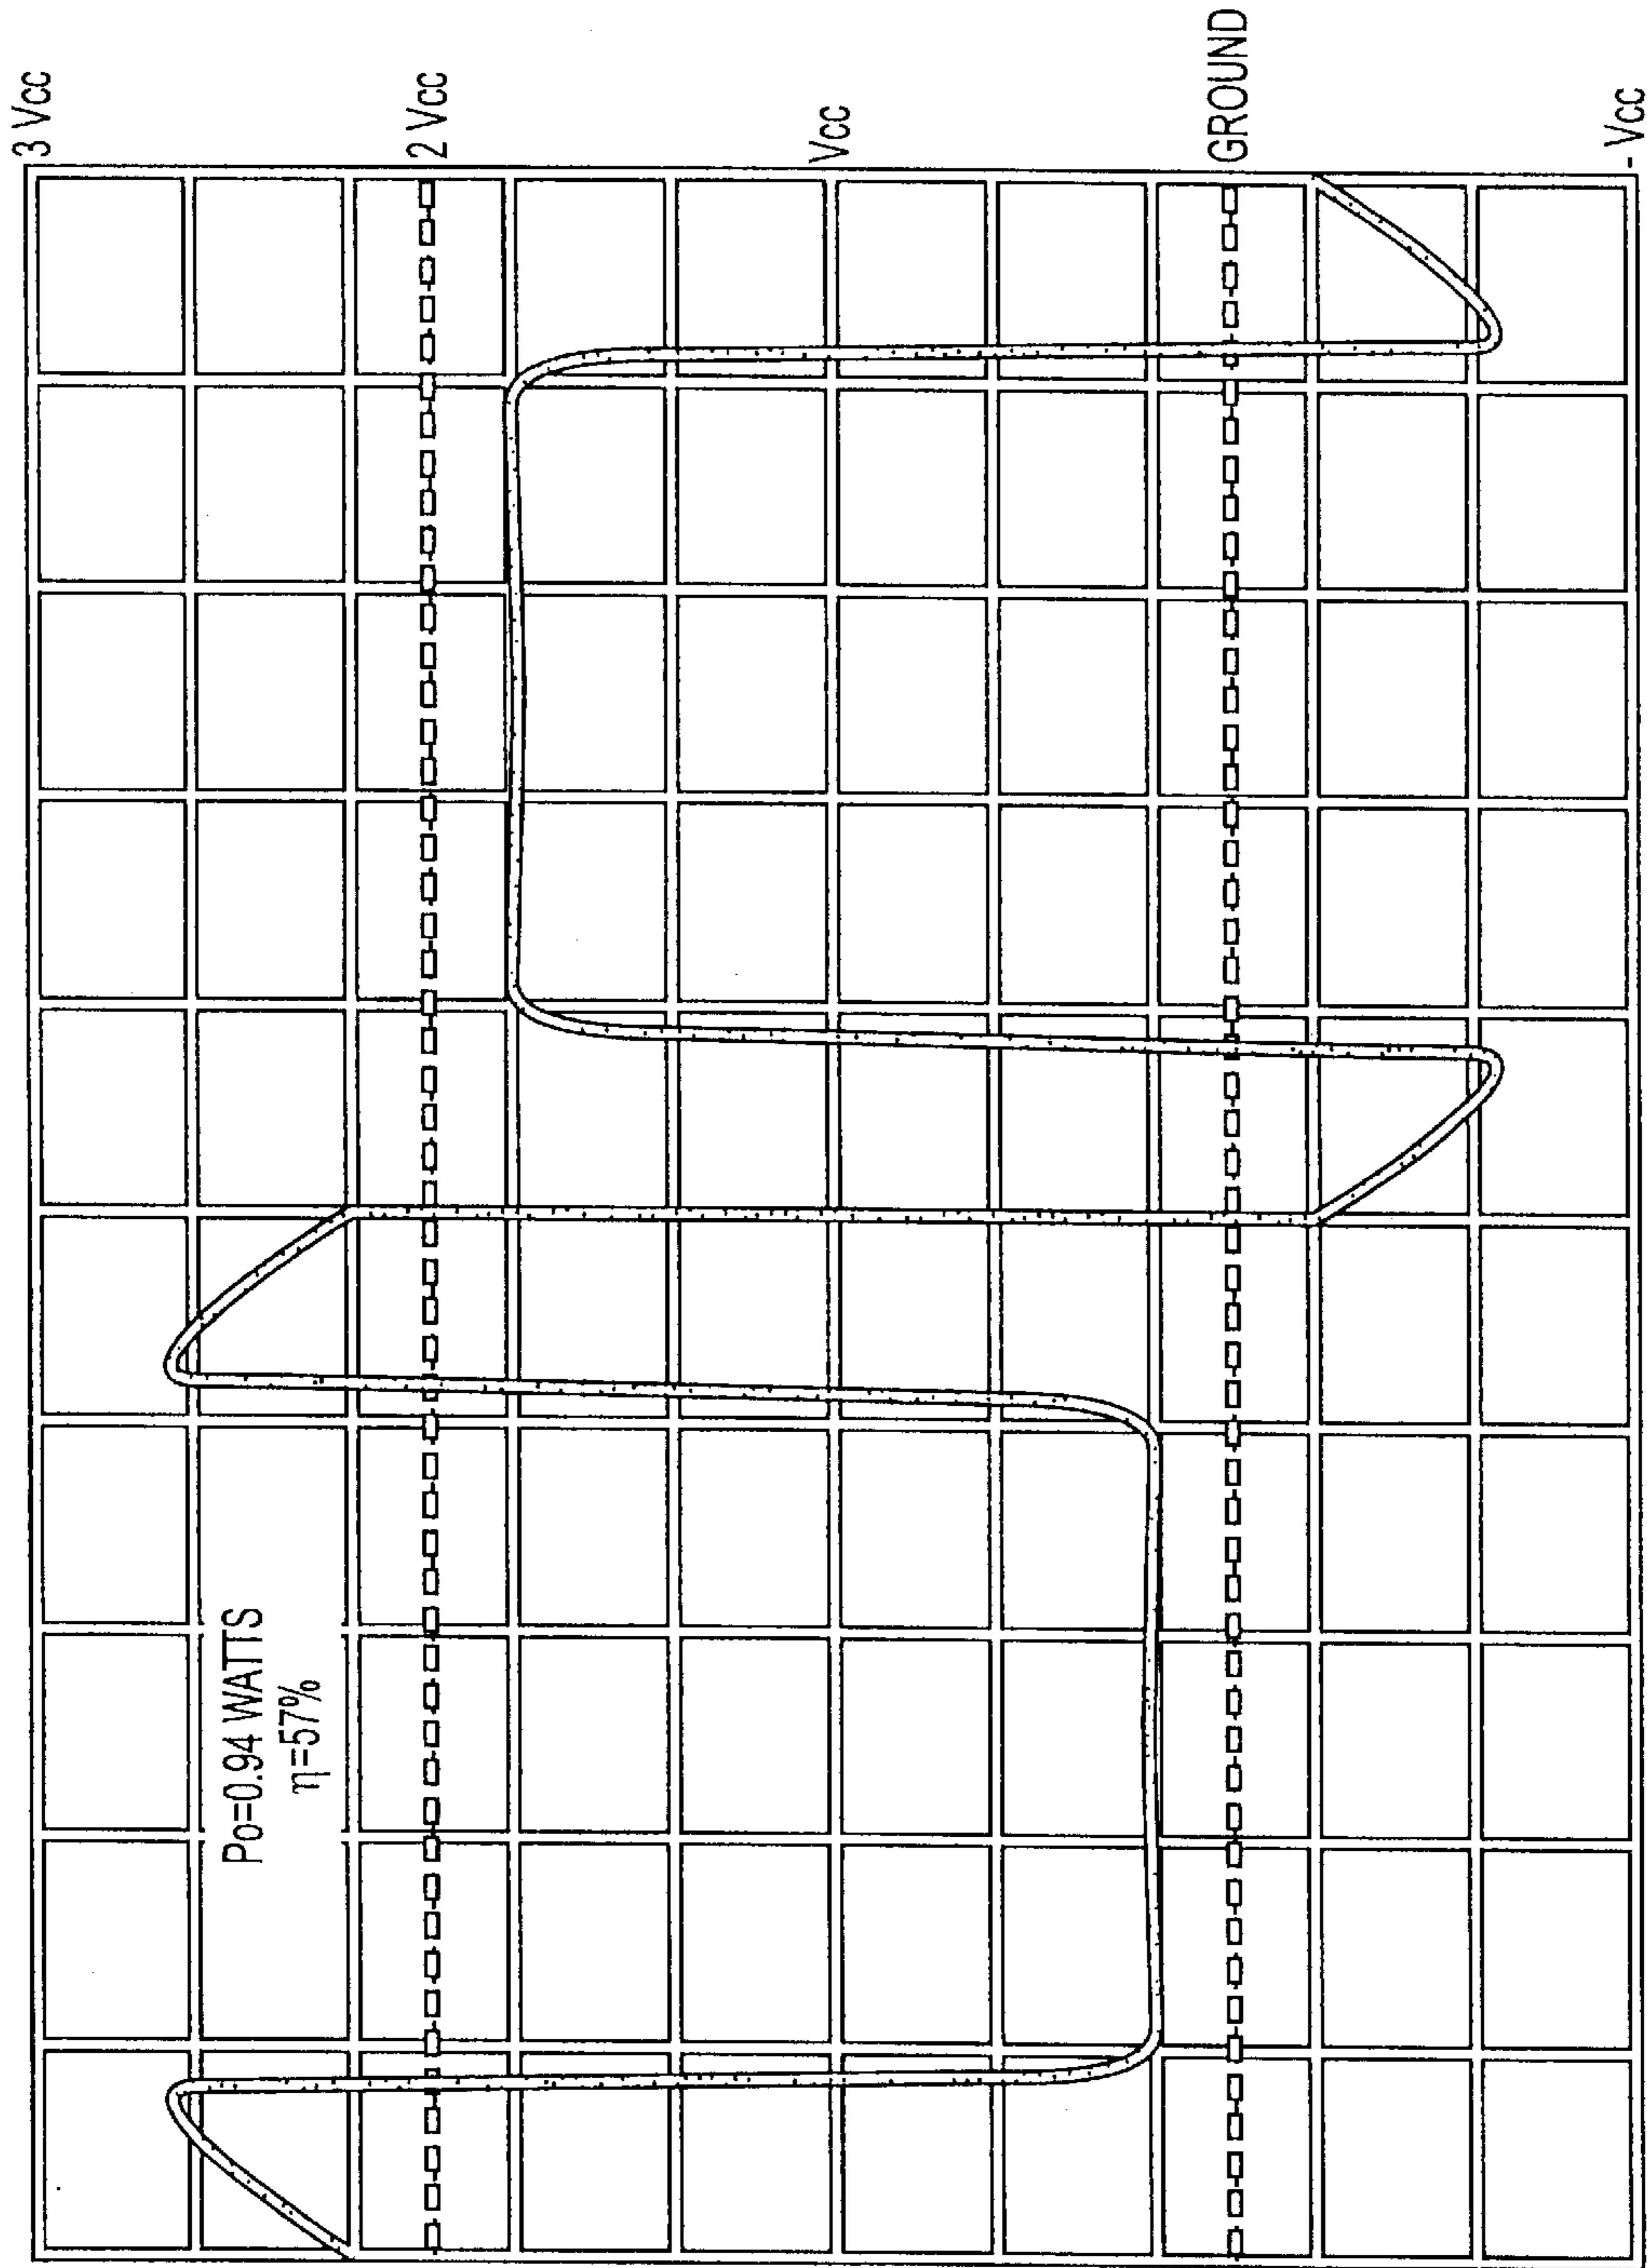 3 Vcc
2 Vcc
Vcc
GROUND
- Vcc
Po=0.94 WATTS
η=57%